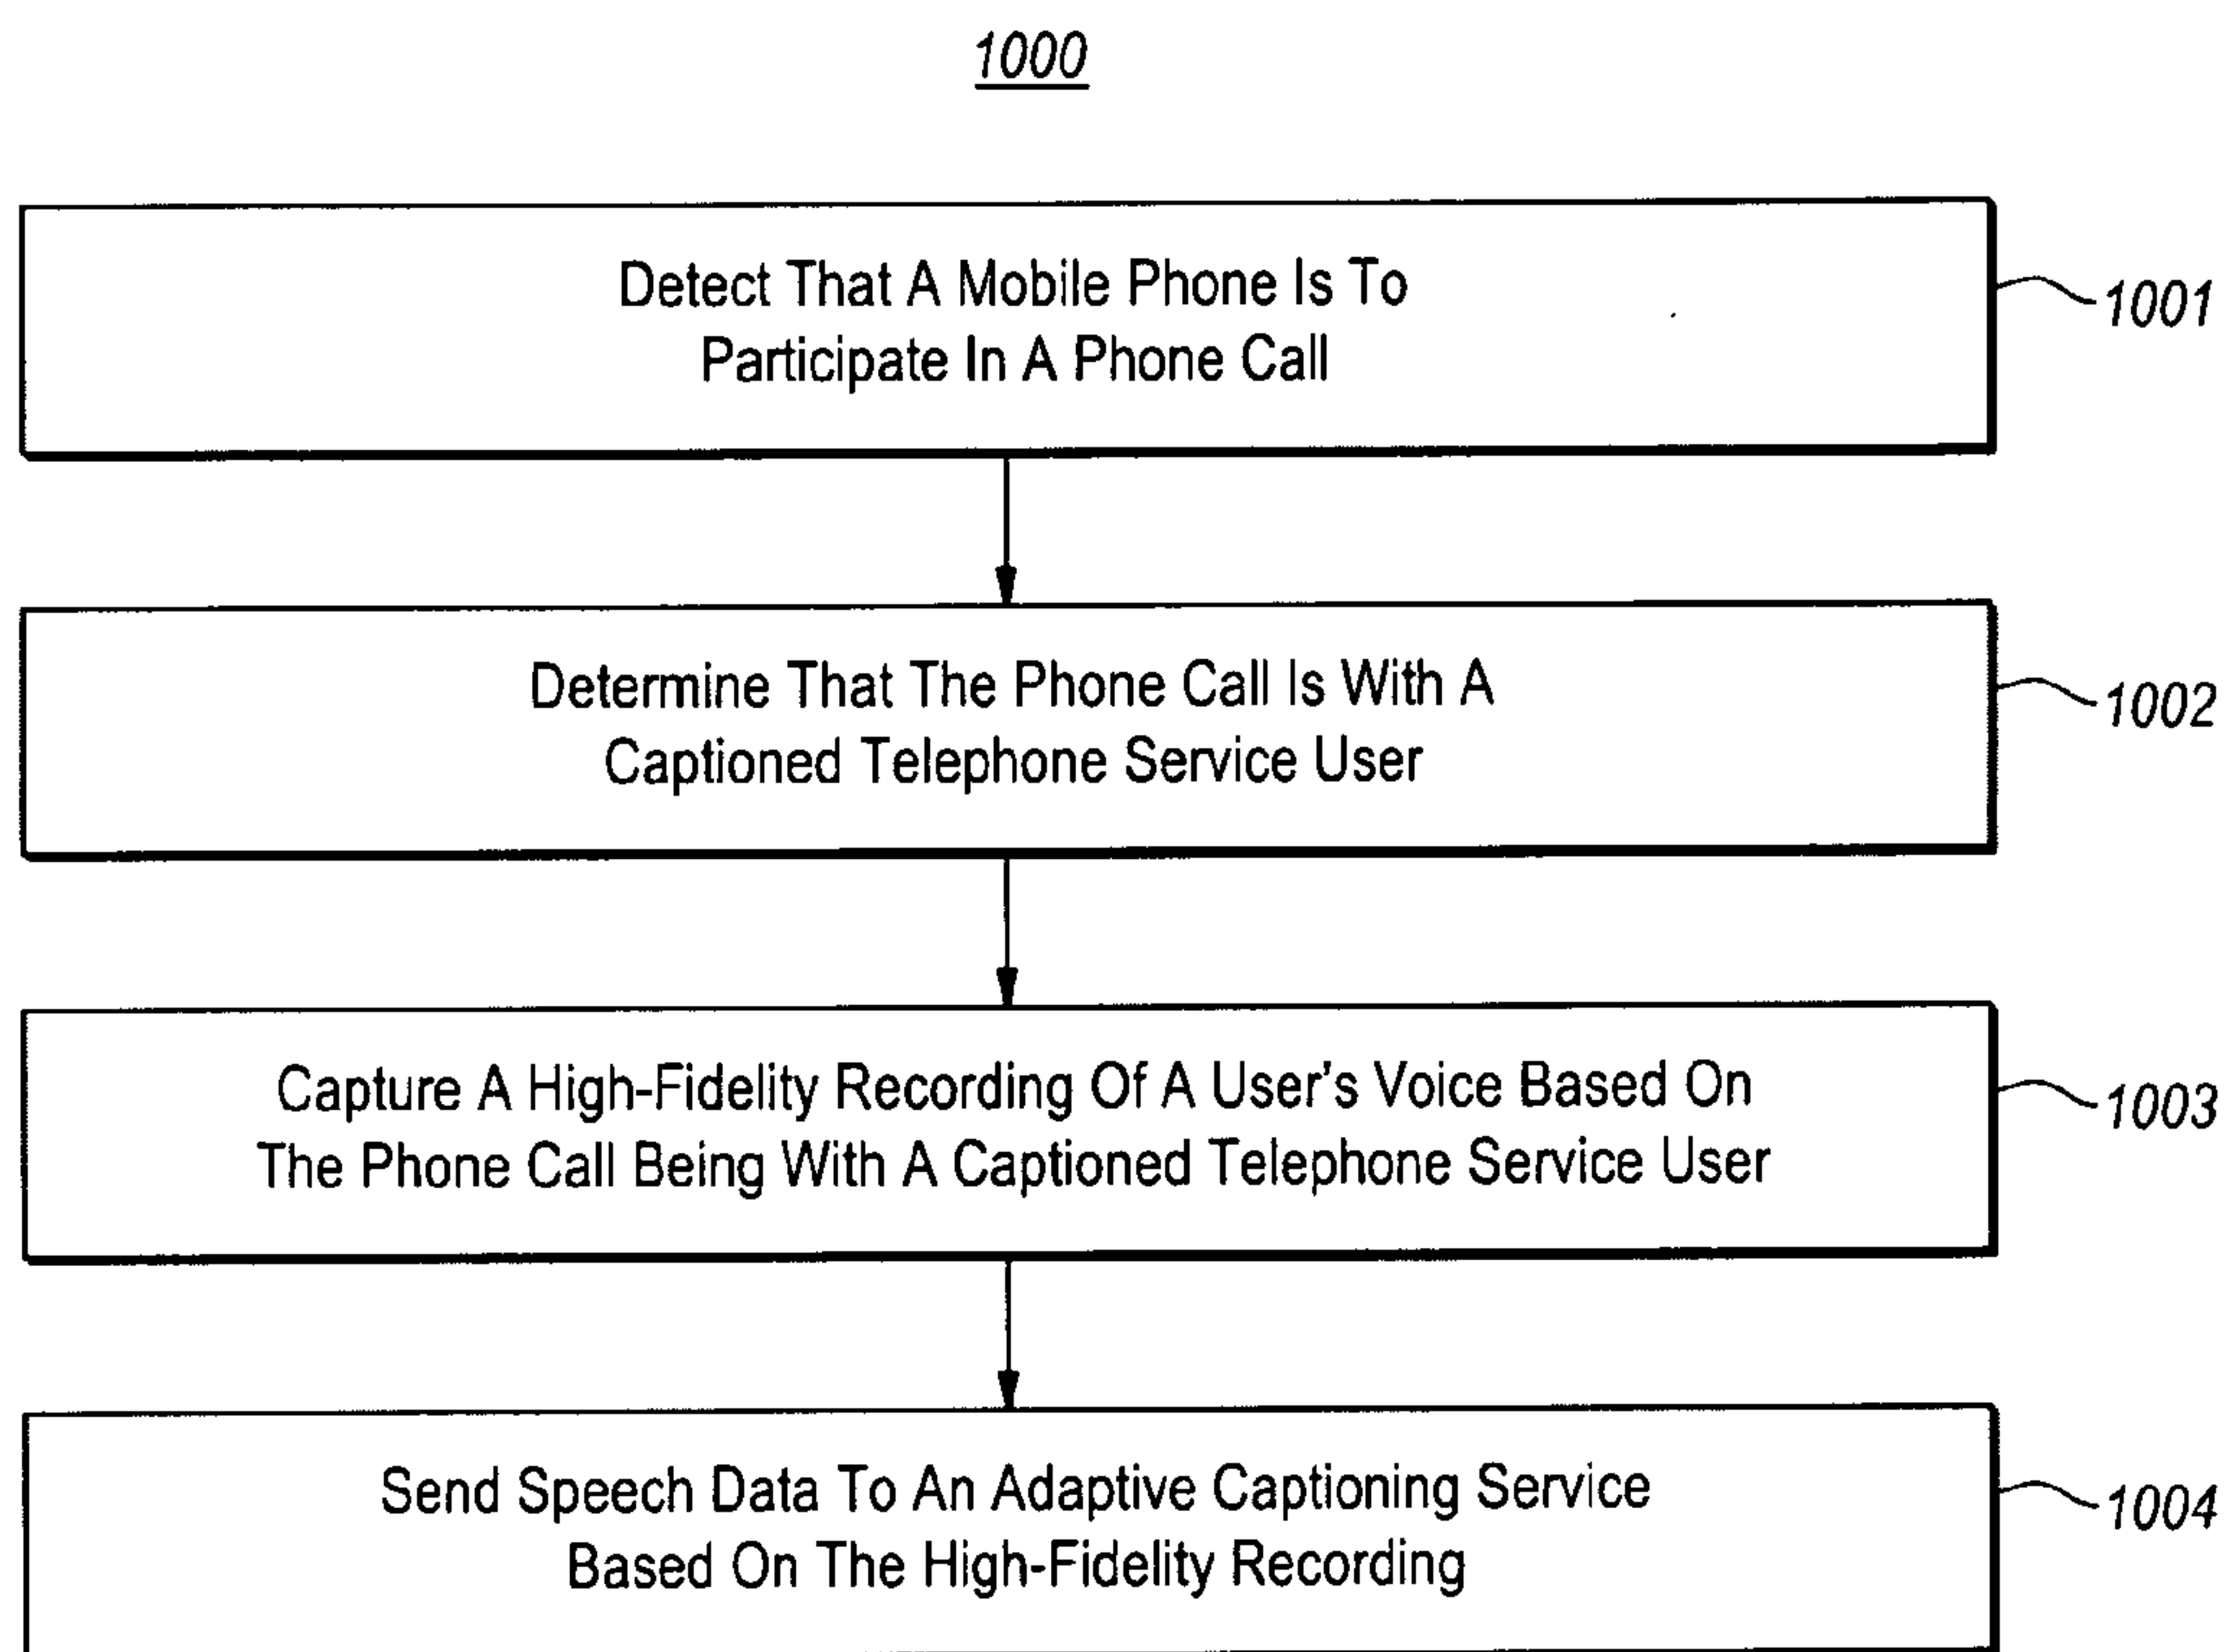 1000
Detect That A Mobile Phone Is To
Participate In A Phone Call
1001
Determine That The Phone Call Is With A
Captioned Telephone Service User
1002
Capture A High-Fidelity Recording Of A User's Voice Based On
The Phone Call Being With A Captioned Telephone Service User
1003
Send Speech Data To An Adaptive Captioning Service
Based On The High-Fidelity Recording
1004